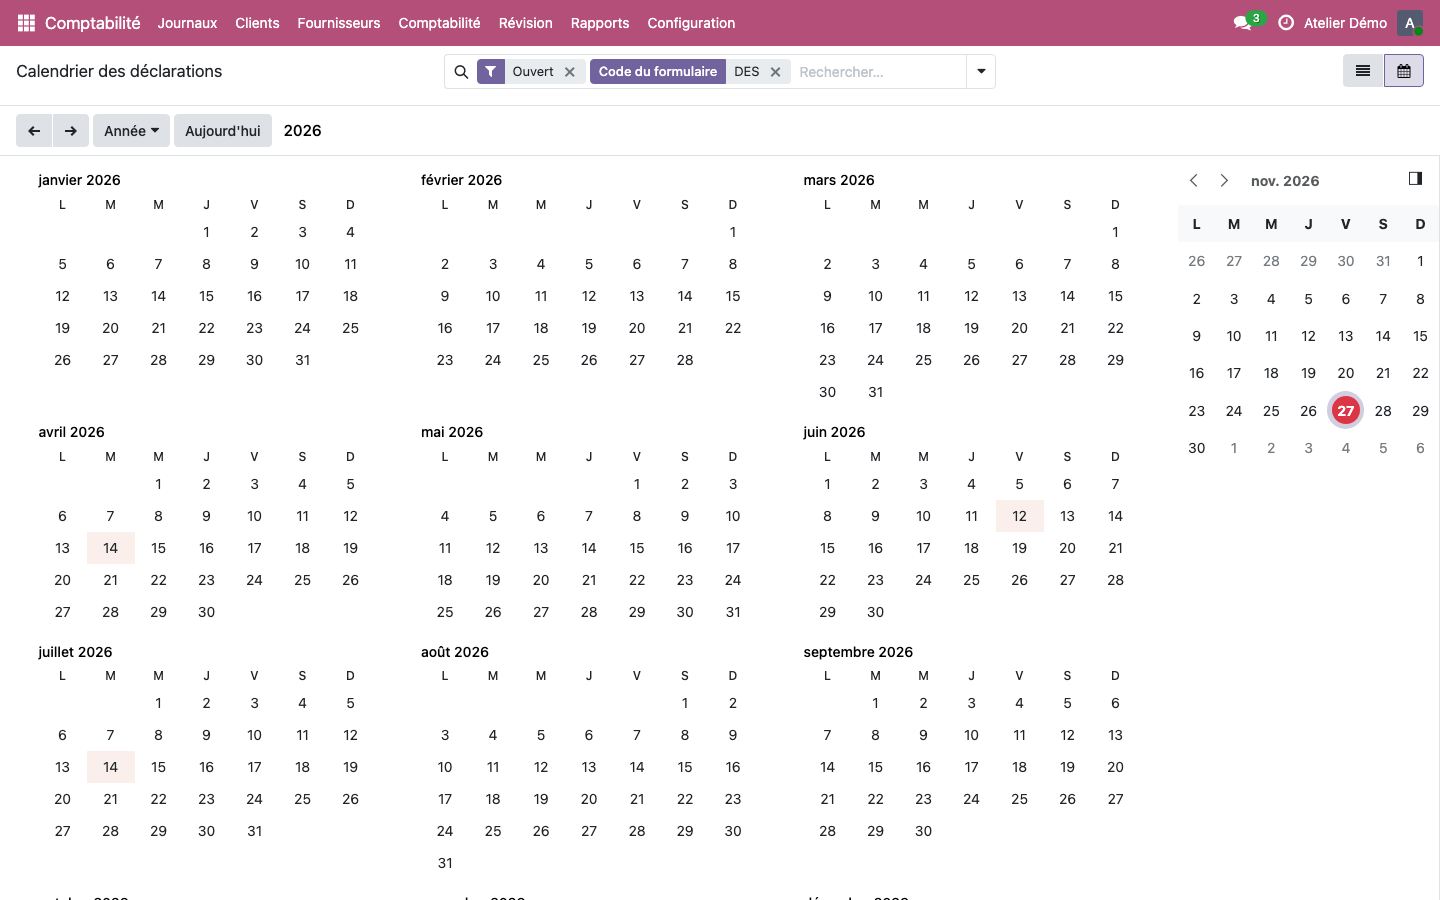 Comptabilité Journaux Clients Fournisseurs Comptabilité Révision Rapports Configuration 3 Atelier Démo A
Calendrier des déclarations Ouvert Code du formulaire DES Rechercher...
Année Aujourd'hui 2026
janvier 2026
L M M J V S D
1 2 3 4
5 6 7 8 9 10 11
12 13 14 15 16 17 18
19 20 21 22 23 24 25
26 27 28 29 30 31
février 2026
L M M J V S D
1
2 3 4 5 6 7 8
9 10 11 12 13 14 15
16 17 18 19 20 21 22
23 24 25 26 27 28
mars 2026
L M M J V S D
1
2 3 4 5 6 7 8
9 10 11 12 13 14 15
16 17 18 19 20 21 22
23 24 25 26 27 28 29
30 31
avril 2026
L M M J V S D
1 2 3 4 5
6 7 8 9 10 11 12
13 14 15 16 17 18 19
20 21 22 23 24 25 26
27 28 29 30
mai 2026
L M M J V S D
1 2 3
4 5 6 7 8 9 10
11 12 13 14 15 16 17
18 19 20 21 22 23 24
25 26 27 28 29 30 31
juin 2026
L M M J V S D
1 2 3 4 5 6 7
8 9 10 11 12 13 14
15 16 17 18 19 20 21
22 23 24 25 26 27 28
29 30
juillet 2026
L M M J V S D
1 2 3 4 5
6 7 8 9 10 11 12
13 14 15 16 17 18 19
20 21 22 23 24 25 26
27 28 29 30 31
août 2026
L M M J V S D
1 2
3 4 5 6 7 8 9
10 11 12 13 14 15 16
17 18 19 20 21 22 23
24 25 26 27 28 29 30
31
septembre 2026
L M M J V S D
1 2 3 4 5 6
7 8 9 10 11 12 13
14 15 16 17 18 19 20
21 22 23 24 25 26 27
28 29 30
nov. 2026
L M M J V S D
26 27 28 29 30 31 1
2 3 4 5 6 7 8
9 10 11 12 13 14 15
16 17 18 19 20 21 22
23 24 25 26 27 28 29
30 1 2 3 4 5 6